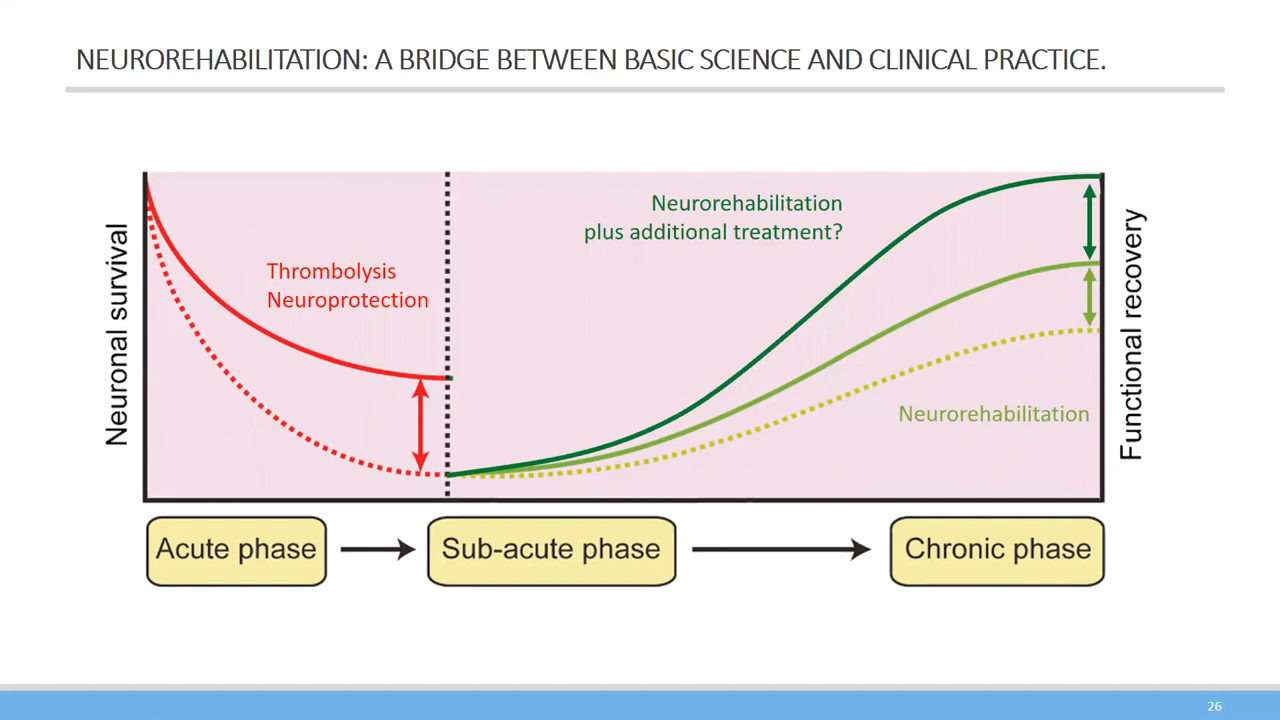 NEUROREHABILITATION: A BRIDGE BETWEEN BASIC SCIENCE AND CLINICAL PRACTICE.
Neuronal survival
Thrombolysis
Neuroprotection
Neurorehabilitation
plus additional treatment?
Neurorehabilitation
Functional recovery
Acute phase
Sub-acute phase
Chronic phase
26